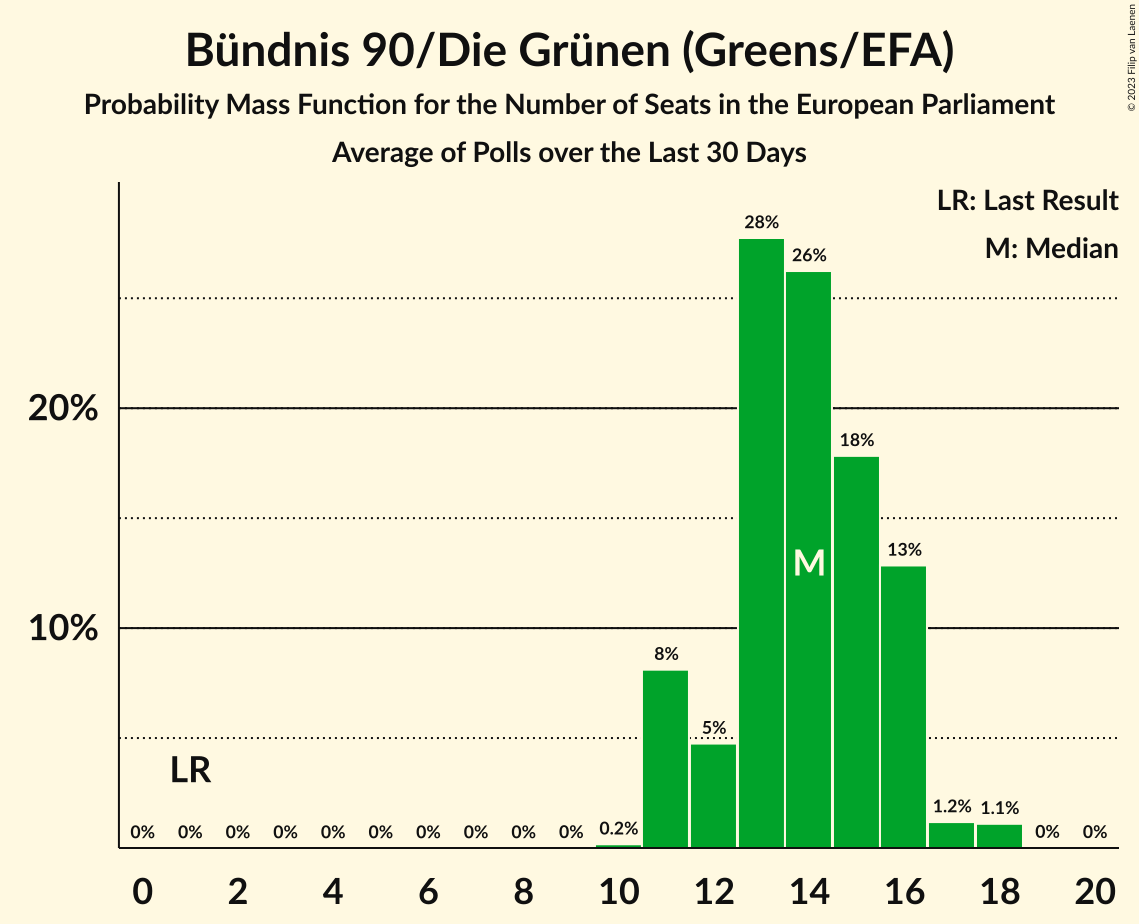 Bündnis 90/Die Grünen (Greens/EFA)
Probability Mass Function for the Number of Seats in the European Parliament
Average of Polls over the Last 30 Days
© 2023 Filip van Laenen
LR: Last Result
M: Median
28%
26%
20%
18%
13%
M
10%
8%
5%
LR
0% 0% 0% 0% 0% 0% 0% 0% 0% 0% 0.2% 1.2% 1.1% 0% 0%
0 2 4 6 8 10 12 14 16 18 20